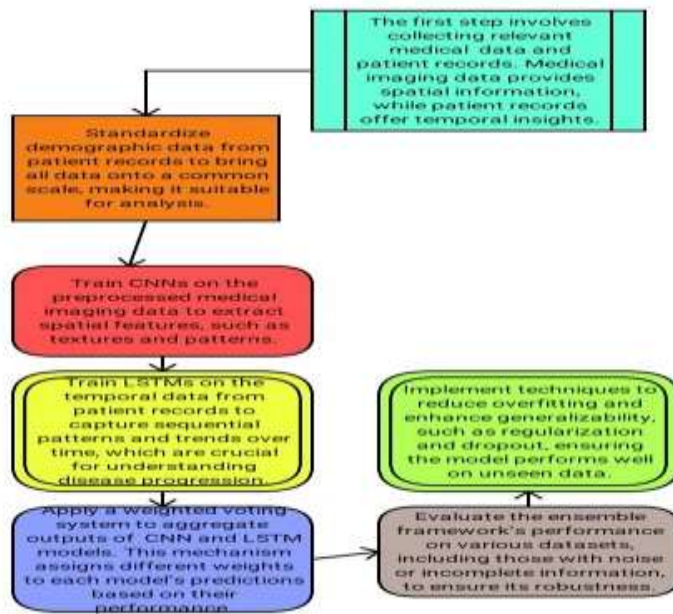 The first step involves
collecting relevant
medical data and
patient records. Medical
imaging data provides
spatial information,
while patient records
offer temporal insights.
Standardize
demographic data from
patient records to bring
all data onto a common
scale, making it suitable
for analysis.
Train CNNs on the
preprocessed medical
imaging data to extract
spatial features, such as
textures and patterns.
Train LSTMs on the
temporal data from
patient records to
capture sequential
patterns and trends over
time, which are crucial
for understanding
disease progression.
Apply a weighted voting
system to aggregate
outputs of CNN and LSTM
models. This mechanism
assigns different weights
to each model's predictions
based on their
performance
Evaluate the ensemble
framework's performance
on various datasets,
including those with noise
or incomplete information,
to ensure its robustness.
Implement techniques to
reduce overfitting and
enhance generalizability,
such as regularization
and dropout, ensuring
the model performs well
on unseen data.